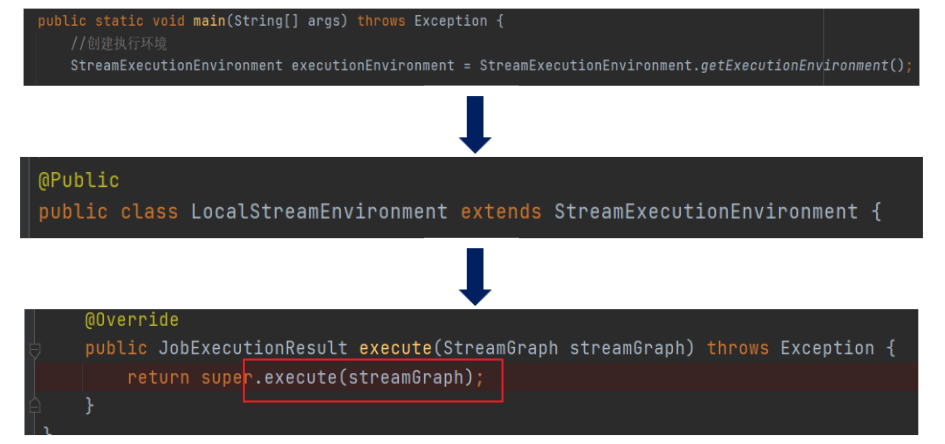 public static void main(String[] args) throws Exception {
//创建执行环境
StreamExecutionEnvironment executionEnvironment = StreamExecutionEnvironment.getExecutionEnvironment();
@Public
public class LocalStreamEnvironment extends StreamExecutionEnvironment {
@Override
public JobExecutionResult execute(StreamGraph streamGraph) throws Exception {
return super.execute(streamGraph);
}
}